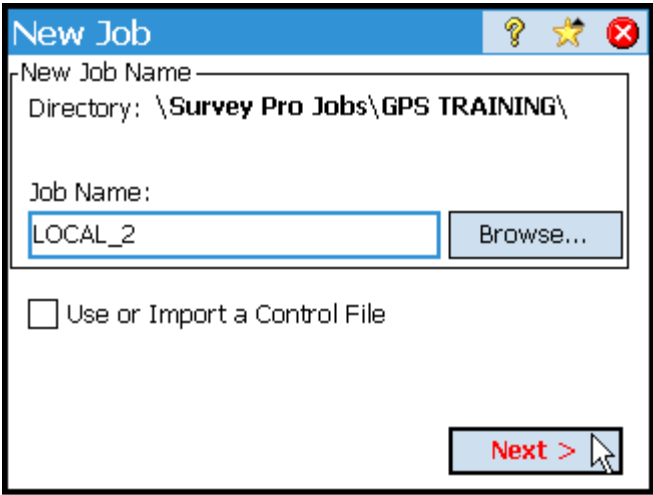 New Job
New Job Name
Directory: \Survey Pro Jobs\GPS TRAINING\
Job Name:
LOCAL_2
Browse...
Use or Import a Control File
Next >